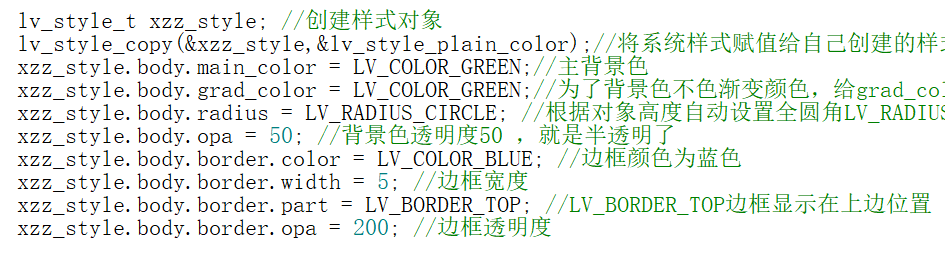 lv_style_t xzz_style; //创建样式对象
lv_style_copy(&xzz_style,&lv_style_plain_color);//将系统样式赋值给自己创建的样
xzz_style.body.main_color = LV_COLOR_GREEN;//主背景色
xzz_style.body.grad_color = LV_COLOR_GREEN;//为了背景色不色渐变颜色，给grad_co
xzz_style.body.radius = LV_RADIUS_CIRCLE; //根据对象高度自动设置全圆角LV_RADIUS
xzz_style.body.opa = 50; //背景色透明度50 ，就是半透明了
xzz_style.body.border.color = LV_COLOR_BLUE; //边框颜色为蓝色
xzz_style.body.border.width = 5; //边框宽度
xzz_style.body.border.part = LV_BORDER_TOP; //LV_BORDER_TOP边框显示在上边位置
xzz_style.body.border.opa = 200; //边框透明度